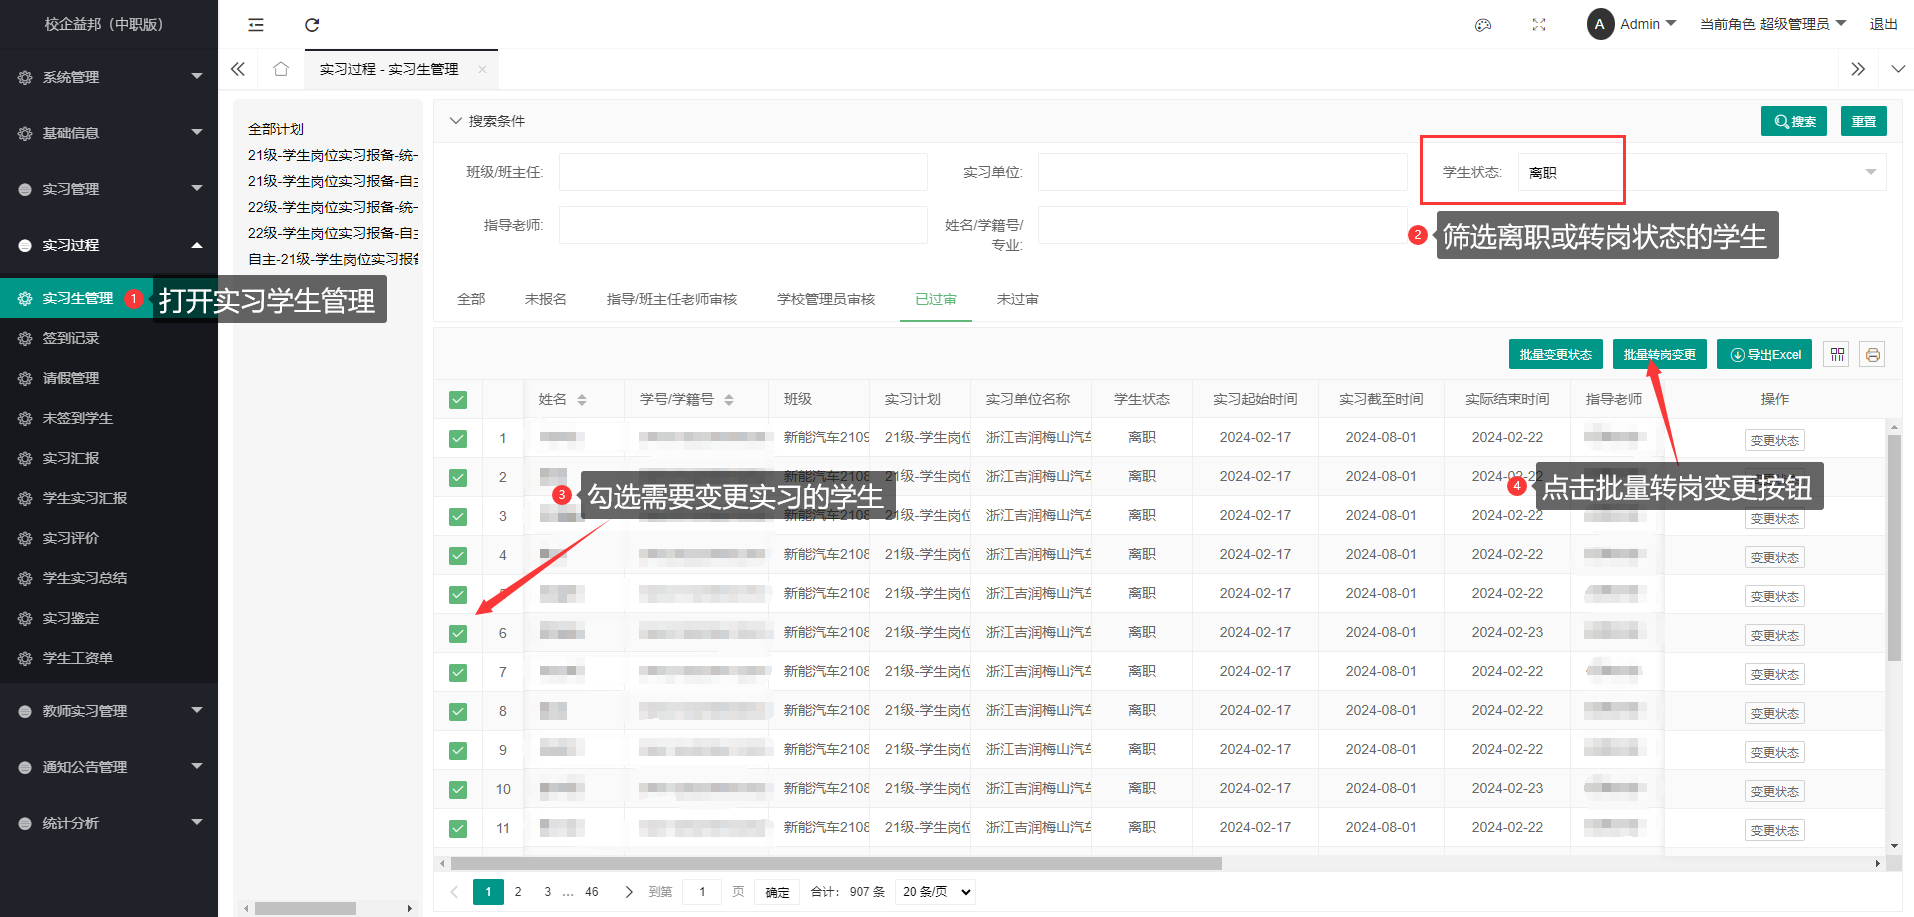 校企益邦（中职版）
A Admin
当前角色 超级管理员
退出
实习过程 - 实习生管理
系统管理
基础信息
实习管理
实习过程
实习生管理
签到记录
请假管理
未签到学生
实习汇报
学生实习汇报
实习评价
学生实习总结
实习鉴定
学生工资单
教师实习管理
通知公告管理
统计分析
1 打开实习学生管理
全部计划
21级-学生岗位实习报备-统一
21级-学生岗位实习报备-自主
22级-学生岗位实习报备-统一
22级-学生岗位实习报备-自主
自主-21级-学生岗位实习报备
搜索条件
搜索 重置
班级/班主任: 实习单位: 学生状态: 离职
指导老师: 姓名/学籍号/
专业:
2 筛选离职或转岗状态的学生
全部 未报名 指导/班主任老师审核 学校管理员审核 已过审 未过审
批量变更状态 批量转岗变更 导出Excel
姓名 学号/学籍号 班级 实习计划 实习单位名称 学生状态 实习起始时间 实习截至时间 实际结束时间 指导老师 操作
1 新能汽车2109 21级-学生岗位 浙江吉润梅山汽车 离职 2024-02-17 2024-08-01 2024-02-22 变更状态
2 21级-学生岗位 浙江吉润梅山汽车 离职 2024-02-17 2024-08-01 2024-02-22
3 勾选需要变更实习的学生
4 点击批量转岗变更按钮
3 新能汽车2108 21级-学生岗位 浙江吉润梅山汽车 离职 2024-02-17 2024-08-01 2024-02-22 变更状态
4 新能汽车2108 21级-学生岗位 浙江吉润梅山汽车 离职 2024-02-17 2024-08-01 2024-02-22 变更状态
新能汽车2108 21级-学生岗位 浙江吉润梅山汽车 离职 2024-02-17 2024-08-01 2024-02-22 变更状态
6 新能汽车2108 21级-学生岗位 浙江吉润梅山汽车 离职 2024-02-17 2024-08-01 2024-02-23 变更状态
7 新能汽车2108 21级-学生岗位 浙江吉润梅山汽车 离职 2024-02-17 2024-08-01 2024-02-22 变更状态
8 新能汽车2108 21级-学生岗位 浙江吉润梅山汽车 离职 2024-02-17 2024-08-01 2024-02-22 变更状态
9 新能汽车2108 21级-学生岗位 浙江吉润梅山汽车 离职 2024-02-17 2024-08-01 2024-02-22 变更状态
10 新能汽车2108 21级-学生岗位 浙江吉润梅山汽车 离职 2024-02-17 2024-08-01 2024-02-23 变更状态
11 新能汽车2108 21级-学生岗位 浙江吉润梅山汽车 离职 2024-02-17 2024-08-01 2024-02-22 变更状态
1 2 3 … 46 到第 1 页 确定 合计： 907 条 20 条/页